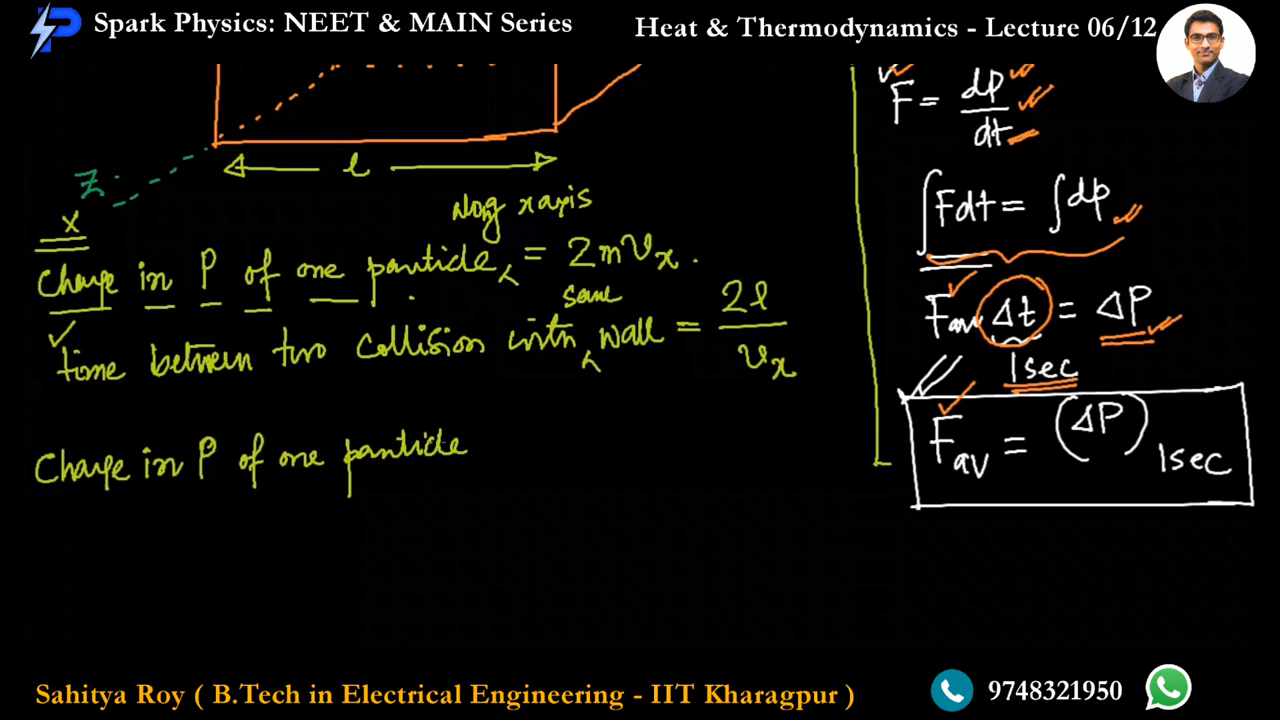 Spark Physics: NEET & MAIN Series
Heat & Thermodynamics - Lecture 06/12
F = dp/dt
l
Z
∫Fdt = ∫dp
X
Along x axis
Change in P of one particle ^ = 2mvₓ.
same
time between two collision with ^ wall = 2l/vₓ
F av Δt = ΔP
1sec
Change in P of one particle
F av = (ΔP) 1sec
Sahitya Roy ( B.Tech in Electrical Engineering - IIT Kharagpur )
9748321950